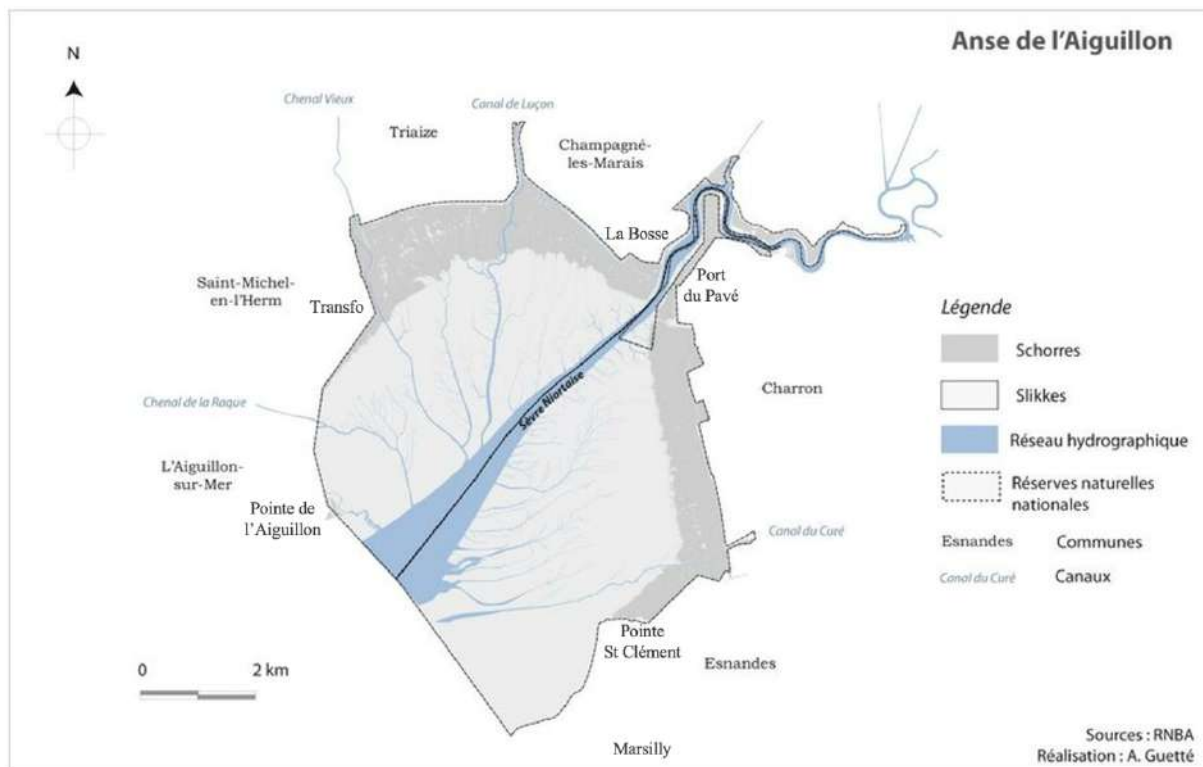 Anse de l'Aiguillon
N
Chenal Vieux
Canal de Luçon
Triaize
Champagné-
les-Marais
La Bosse
Port
du Pavé
Saint-Michel-
en-l'Herm
Transfo
Sèvre Niortaise
Charron
Chenal de la Raque
L'Aiguillon-
sur-Mer
Pointe de
l'Aiguillon
Canal du Curé
Pointe
St Clément
Esnandes
Marsilly
0 2 km
Légende
Schorres
Slikkes
Réseau hydrographique
Réserves naturelles
nationales
Esnandes Communes
Canal du Curé Canaux
Sources : RNBA
Réalisation : A. Guetté